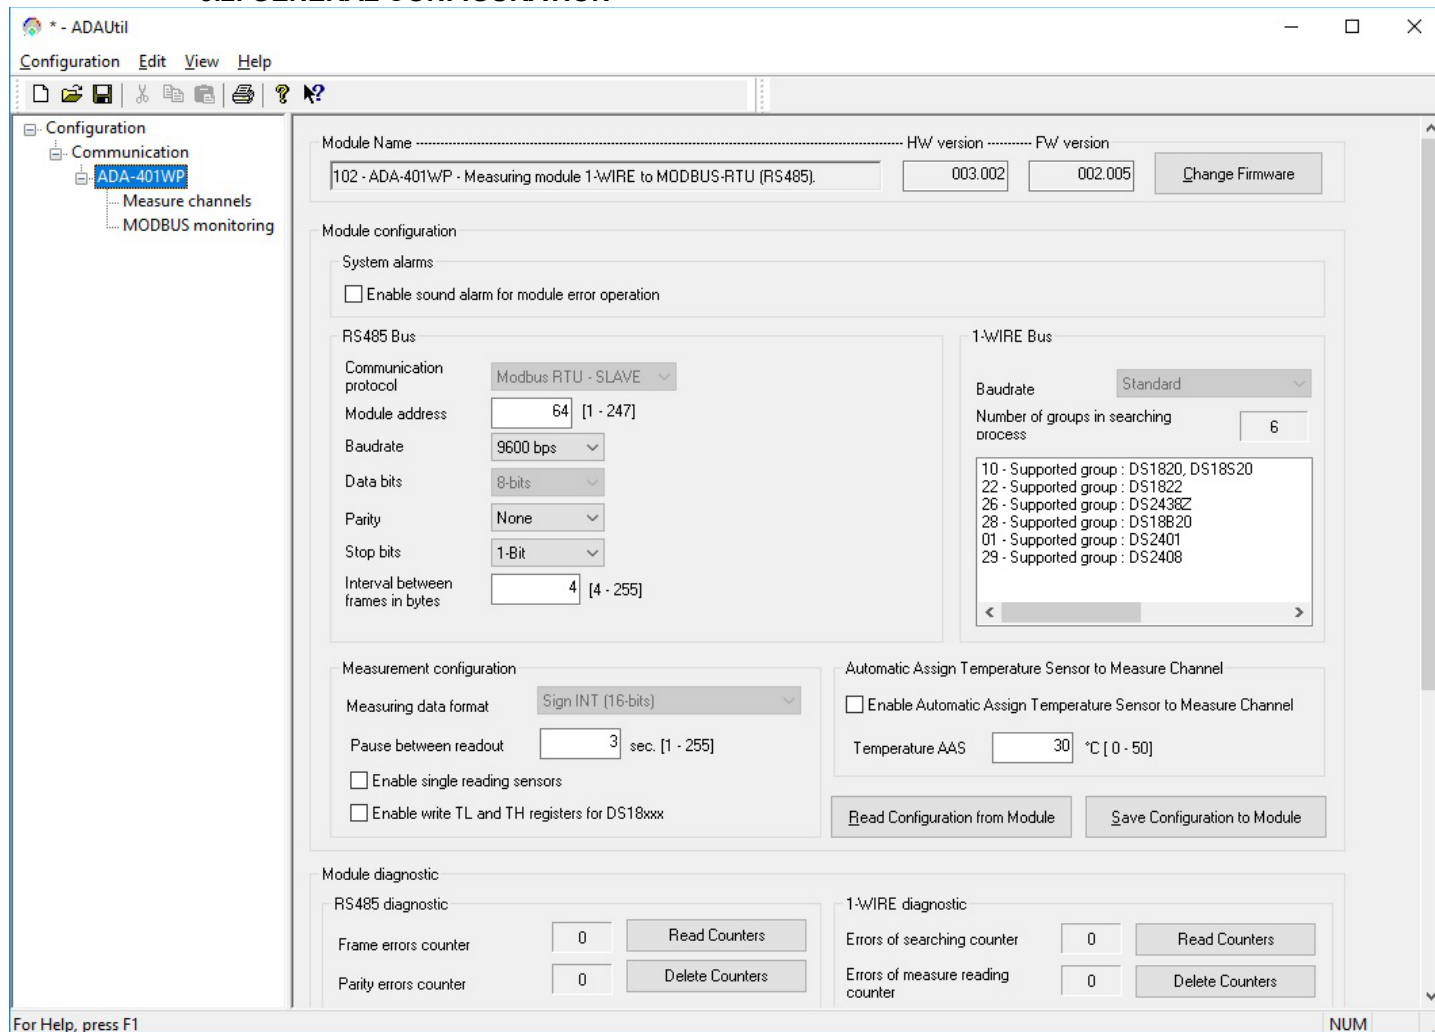 * - ADAUtil
Configuration Edit View Help
Configuration
Communication
ADA-401WP
Measure channels
MODBUS monitoring
Module Name HW version FW version
102 - ADA-401WP - Measuring module 1-WIRE to MODBUS-RTU (RS485). 003.002 002.005 Change Firmware
Module configuration
System alarms
Enable sound alarm for module error operation
RS485 Bus
Communication
protocol
Modbus RTU - SLAVE
Module address 64 [1 - 247]
Baudrate 9600 bps
Data bits 8-bits
Parity None
Stop bits 1-Bit
Interval between
frames in bytes
4 [4 - 255]
1-WIRE Bus
Baudrate Standard
Number of groups in searching
process
6
10 - Supported group : DS1820, DS18S20
22 - Supported group : DS1822
26 - Supported group : DS2438Z
28 - Supported group : DS18B20
01 - Supported group : DS2401
29 - Supported group : DS2408
Measurement configuration
Measuring data format Sign INT (16-bits)
Pause between readout 3 sec. [1 - 255]
Enable single reading sensors
Enable write TL and TH registers for DS18xxx
Automatic Assign Temperature Sensor to Measure Channel
Enable Automatic Assign Temperature Sensor to Measure Channel
Temperature AAS 30 °C [ 0 - 50]
Read Configuration from Module Save Configuration to Module
Module diagnostic
RS485 diagnostic
Frame errors counter 0 Read Counters
Parity errors counter 0 Delete Counters
1-WIRE diagnostic
Errors of searching counter 0 Read Counters
Errors of measure reading
counter
0 Delete Counters
For Help, press F1 NUM